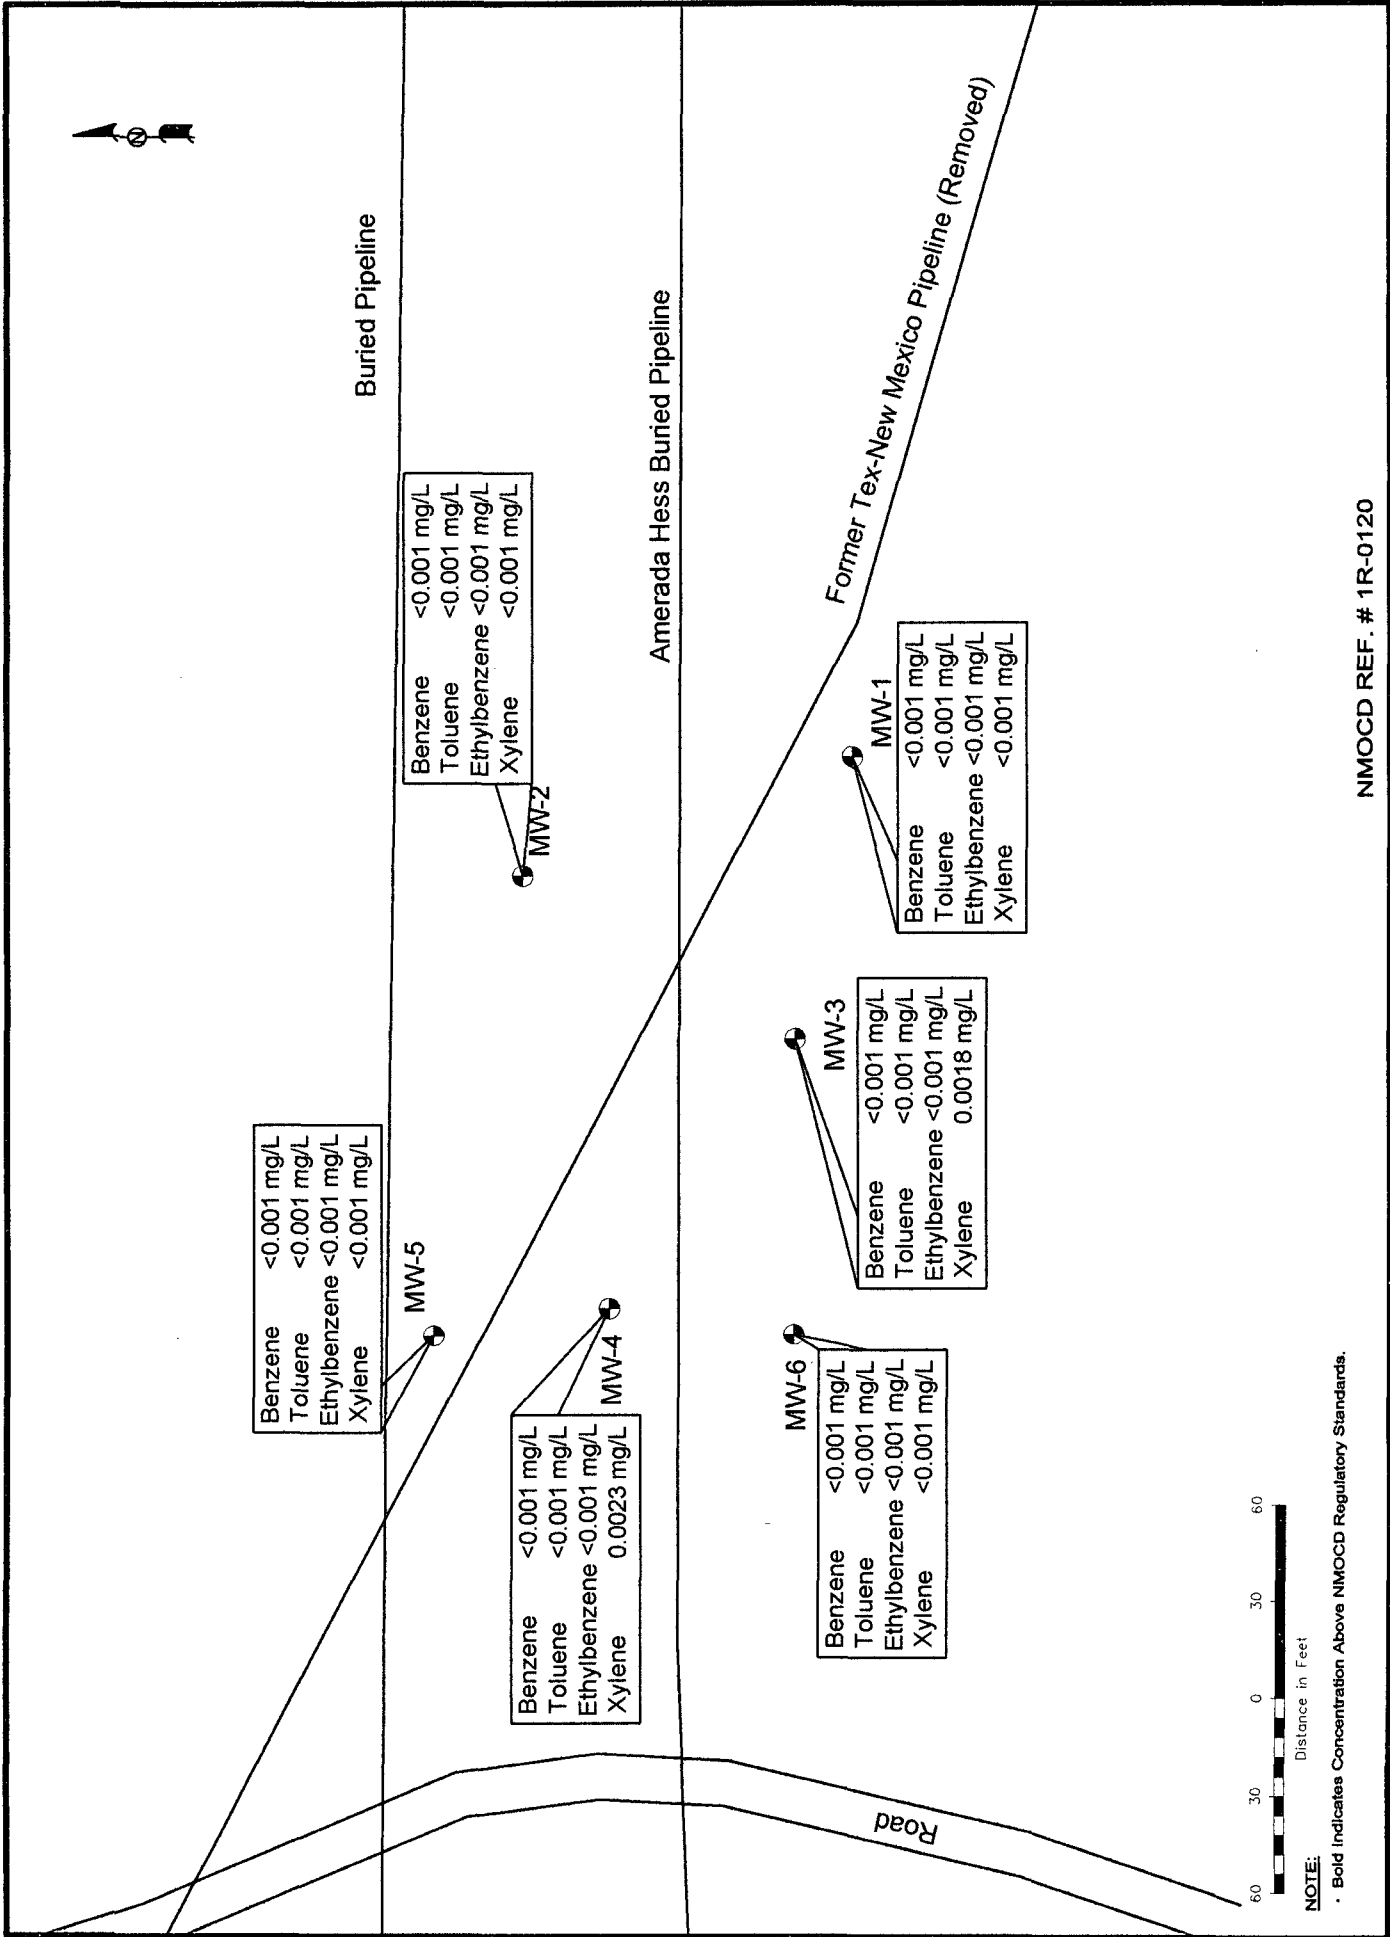 N
Buried Pipeline
Amerada Hess Buried Pipeline
Former Tex-New Mexico Pipeline (Removed)
Benzene <0.001 mg/L
Toluene <0.001 mg/L
Ethylbenzene <0.001 mg/L
Xylene <0.001 mg/L
MW-5
Benzene <0.001 mg/L
Toluene <0.001 mg/L
Ethylbenzene <0.001 mg/L
Xylene <0.001 mg/L
MW-2
Benzene <0.001 mg/L
Toluene <0.001 mg/L
Ethylbenzene <0.001 mg/L
Xylene 0.0023 mg/L
MW-4
MW-6
Benzene <0.001 mg/L
Toluene <0.001 mg/L
Ethylbenzene <0.001 mg/L
Xylene <0.001 mg/L
MW-3
Benzene <0.001 mg/L
Toluene <0.001 mg/L
Ethylbenzene <0.001 mg/L
Xylene 0.0018 mg/L
MW-1
Benzene <0.001 mg/L
Toluene <0.001 mg/L
Ethylbenzene <0.001 mg/L
Xylene <0.001 mg/L
Road
60 30 0 30 60
Distance in Feet
NOTE:
· Bold Indicates Concentration Above NMOCD Regulatory Standards.
NMOCD REF. # 1R-0120